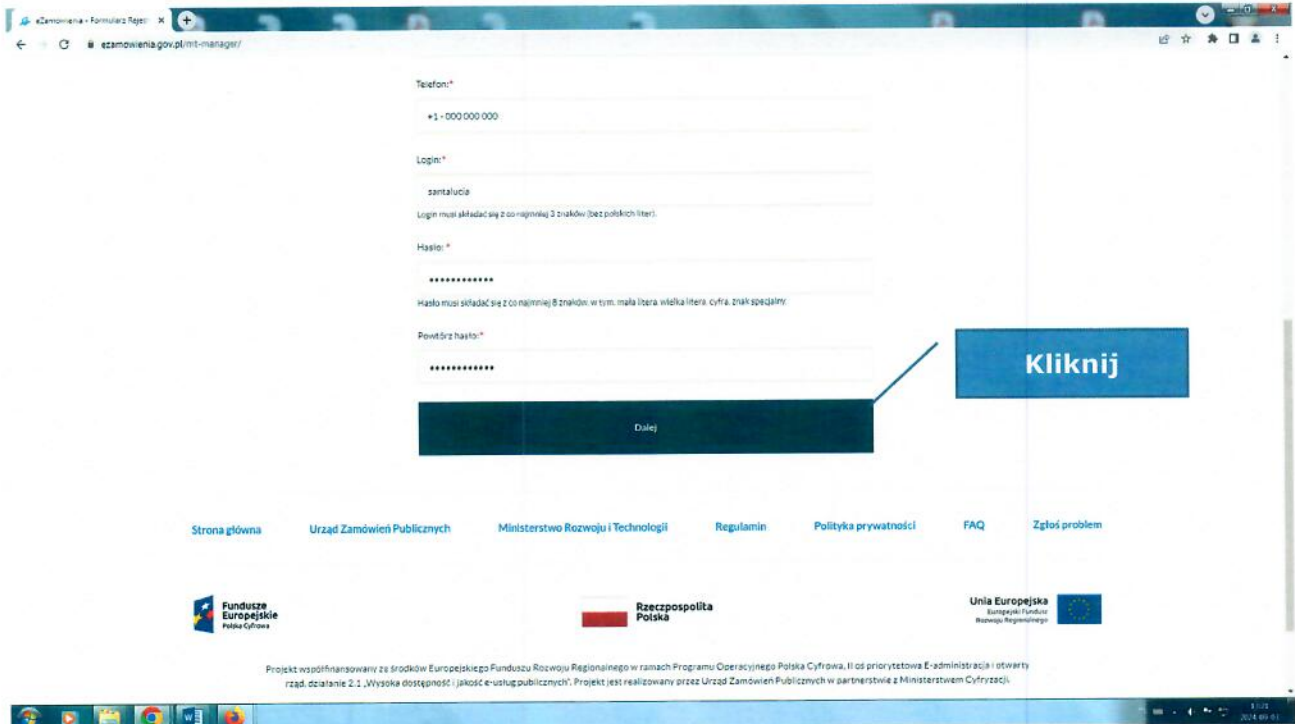 eZamówienia - Formularz Rejest
ezamowienia.gov.pl/mt-manager/
Telefon:*
+1 - 000 000 000
Login:*
santalucia
Login musi składać się z co najmniej 3 znaków (bez polskich liter).
Hasło: *
••••••••••••
Hasło musi składać się z co najmniej 8 znaków, w tym: mała litera, wielka litera, cyfra, znak specjalny.
Powtórz hasło:*
••••••••••••
Kliknij
Dalej
Strona główna Urząd Zamówień Publicznych Ministerstwo Rozwoju i Technologii Regulamin Polityka prywatności FAQ Zgłoś problem
Fundusze
Europejskie
Polska Cyfrowa
Rzeczpospolita
Polska
Unia Europejska
Europejski Fundusz
Rozwoju Regionalnego
Projekt współfinansowany ze środków Europejskiego Funduszu Rozwoju Regionalnego w ramach Programu Operacyjnego Polska Cyfrowa, II oś priorytetowa E-administracja i otwarty
rząd, działanie 2.1 „Wysoka dostępność i jakość e-usług publicznych”. Projekt jest realizowany przez Urząd Zamówień Publicznych w partnerstwie z Ministerstwem Cyfryzacji.